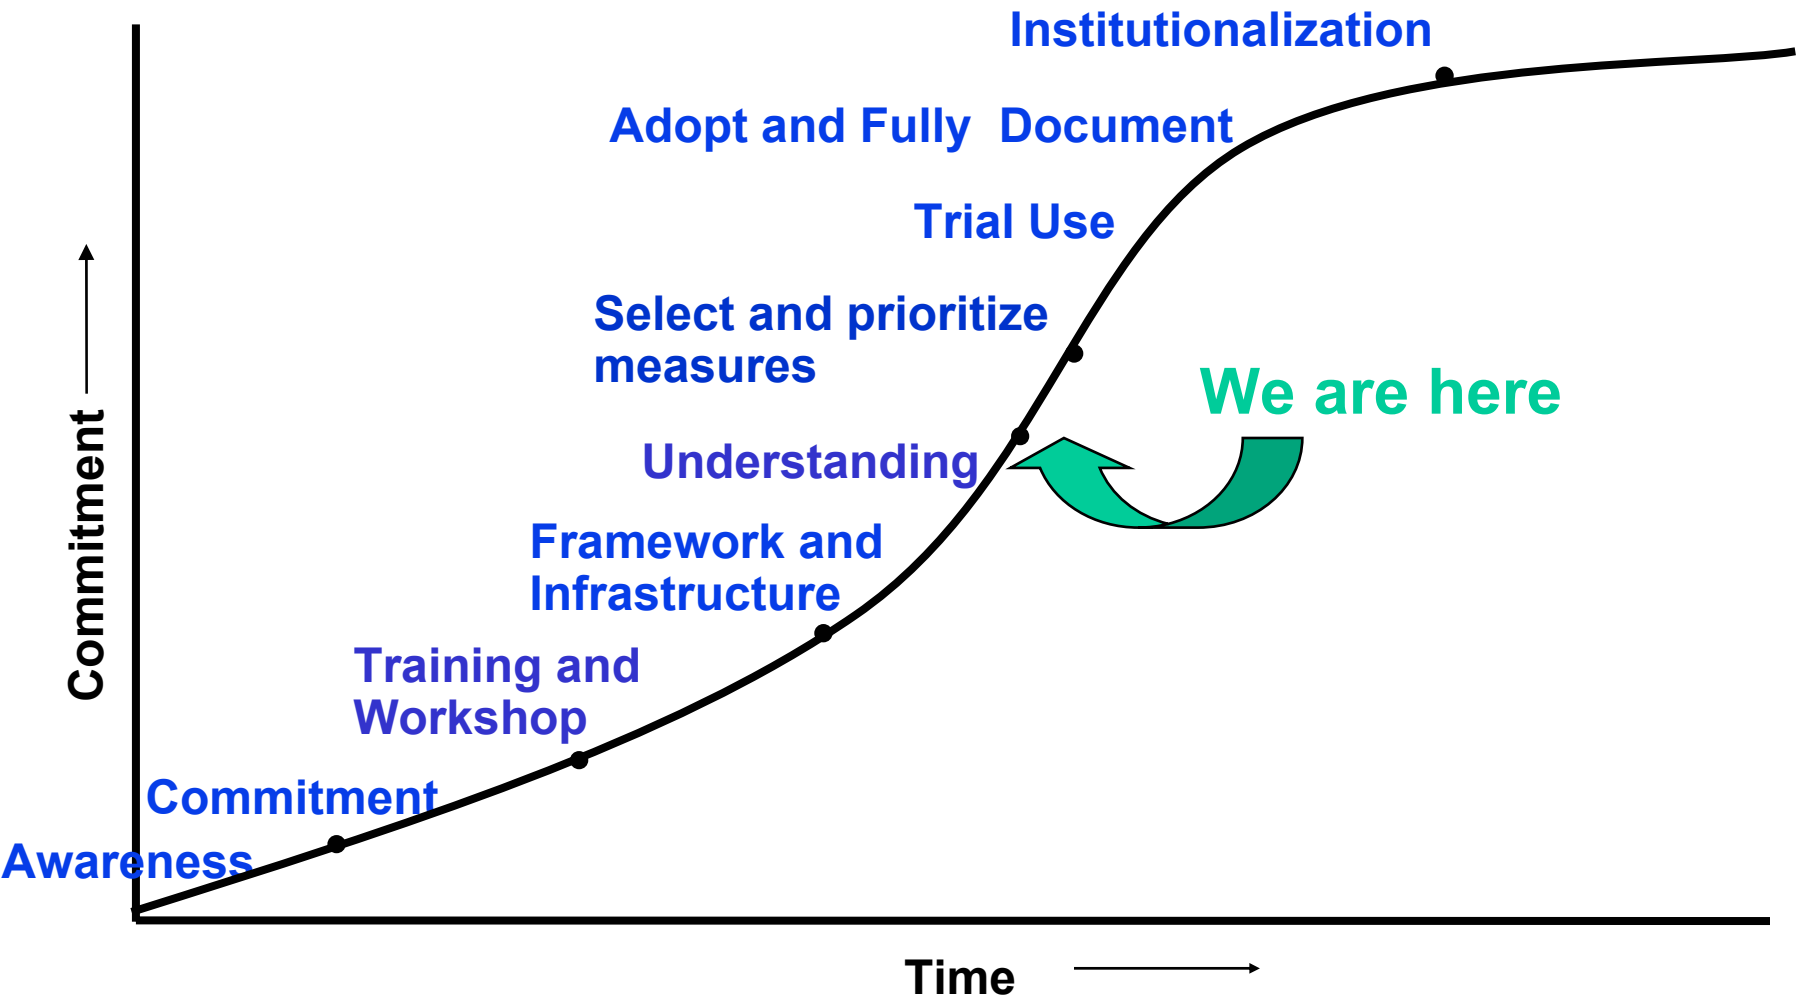 Institutionalization
Adopt and Fully  Document
Trial Use
Select and prioritize
measures
We are here
Understanding
Framework and
Infrastructure
Training and
Workshop
Commitment
Awareness
Commitment
Time